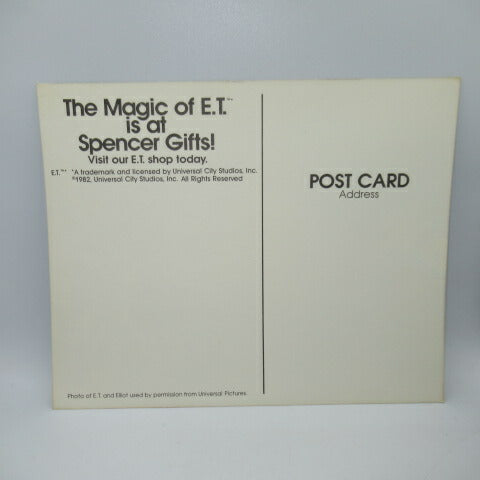 The Magic of E.T.™
is at
Spencer Gifts!
Visit our E.T. shop today.
E.T.™ *A trademark and licensed by Universal City Studios, Inc.
©1982, Universal City Studios, Inc. All Rights Reserved
POST CARD
Address
Photo of E.T. and Elliot used by permission from Universal Pictures.